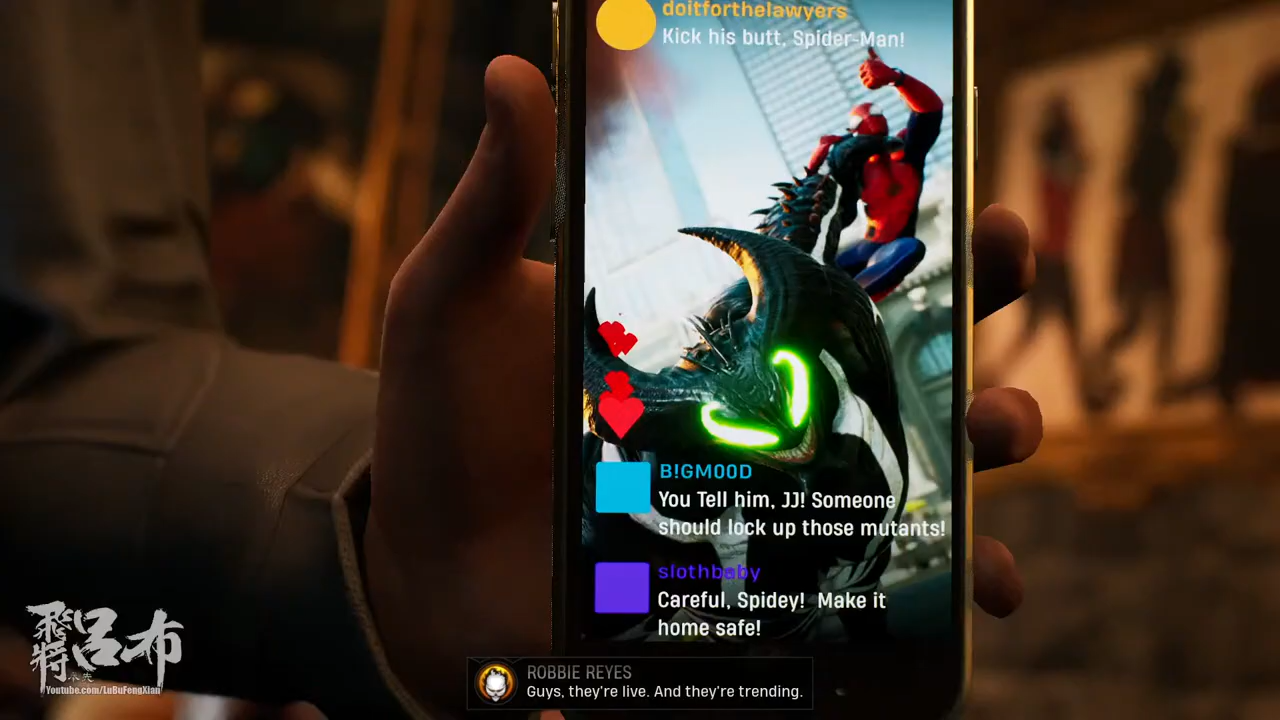 doitforthelawyers
Kick his butt, Spider-Man!
B!GM00D
You Tell him, JJ! Someone
should lock up those mutants!
slothbaby
Careful, Spidey!  Make it
home safe!
ROBBIE REYES
Guys, they're live. And they're trending.
飛將
呂布
Youtube.com/LuBuFengXian